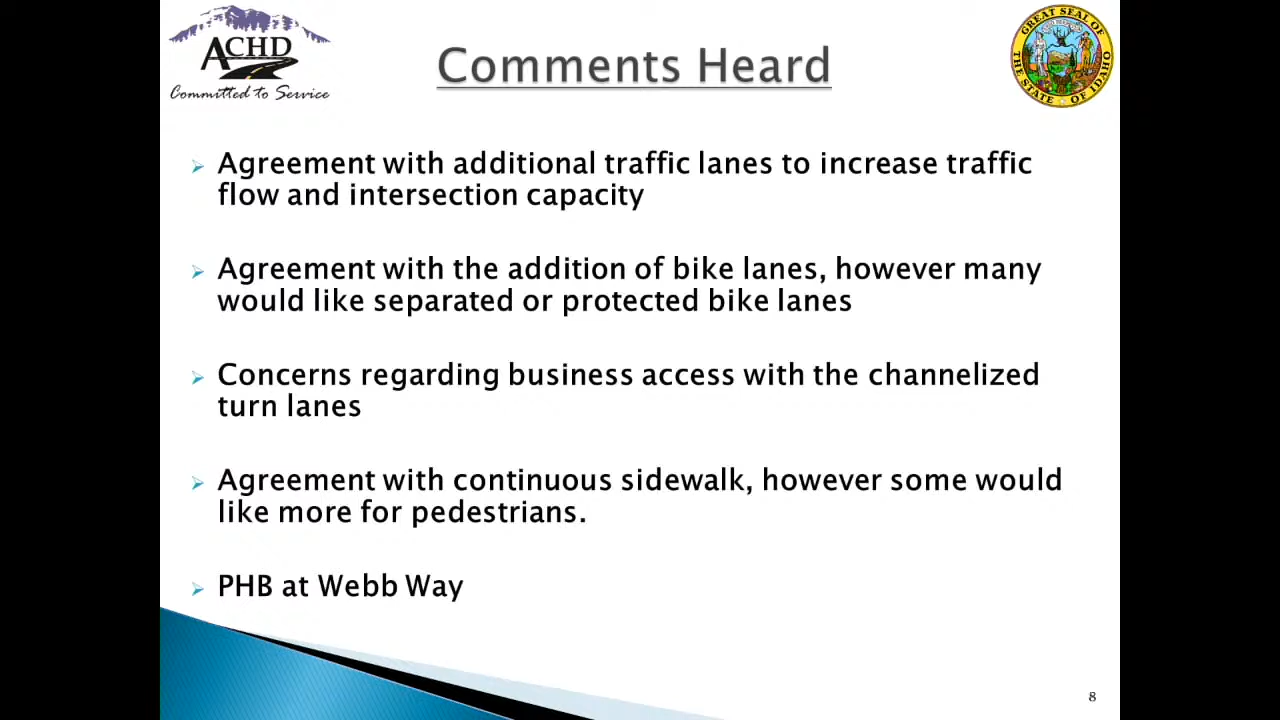 ACHD
Committed to Service
Comments Heard
GREAT SEAL OF
THE STATE OF IDAHO
Agreement with additional traffic lanes to increase traffic
flow and intersection capacity
Agreement with the addition of bike lanes, however many
would like separated or protected bike lanes
Concerns regarding business access with the channelized
turn lanes
Agreement with continuous sidewalk, however some would
like more for pedestrians.
PHB at Webb Way
8